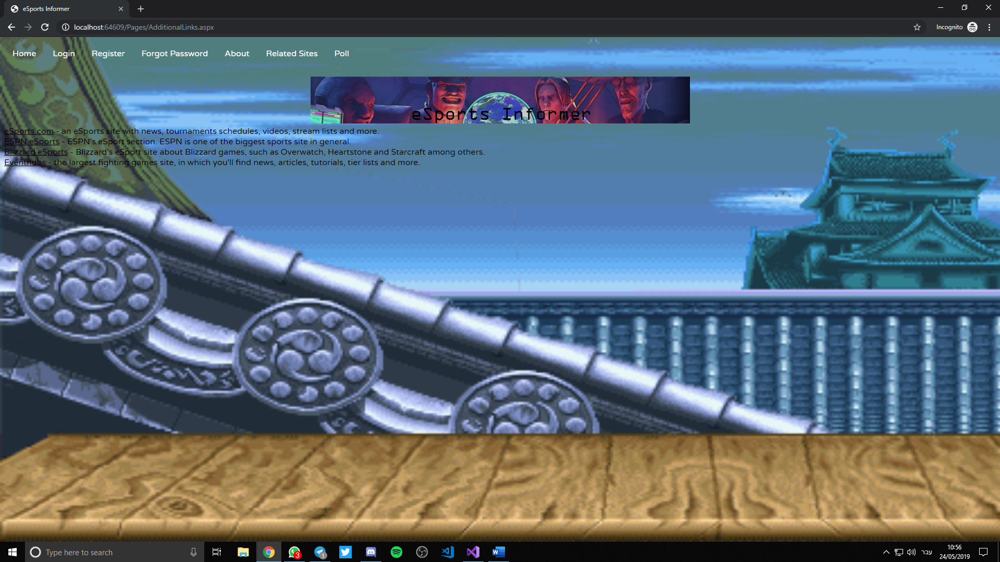 eSports Informer
localhost:64609/Pages/AdditionalLinks.aspx
Incognito
Home Login Register Forgot Password About Related Sites Poll
eSports Informer
eSports.com - an eSports site with news, tournaments schedules, videos, stream lists and more.
ESPN eSports - ESPN's eSport section. ESPN is one of the biggest sports site in general.
Blizzard eSports - Blizzard's eSport site about Blizzard games, such as Overwatch, Heartstone and Starcraft among others.
Eventhubs - the largest fighting games site, in which you'll find news, articles, tutorials, tier lists and more.
Type here to search
3
1
W
עבר
10:56
24/05/2019